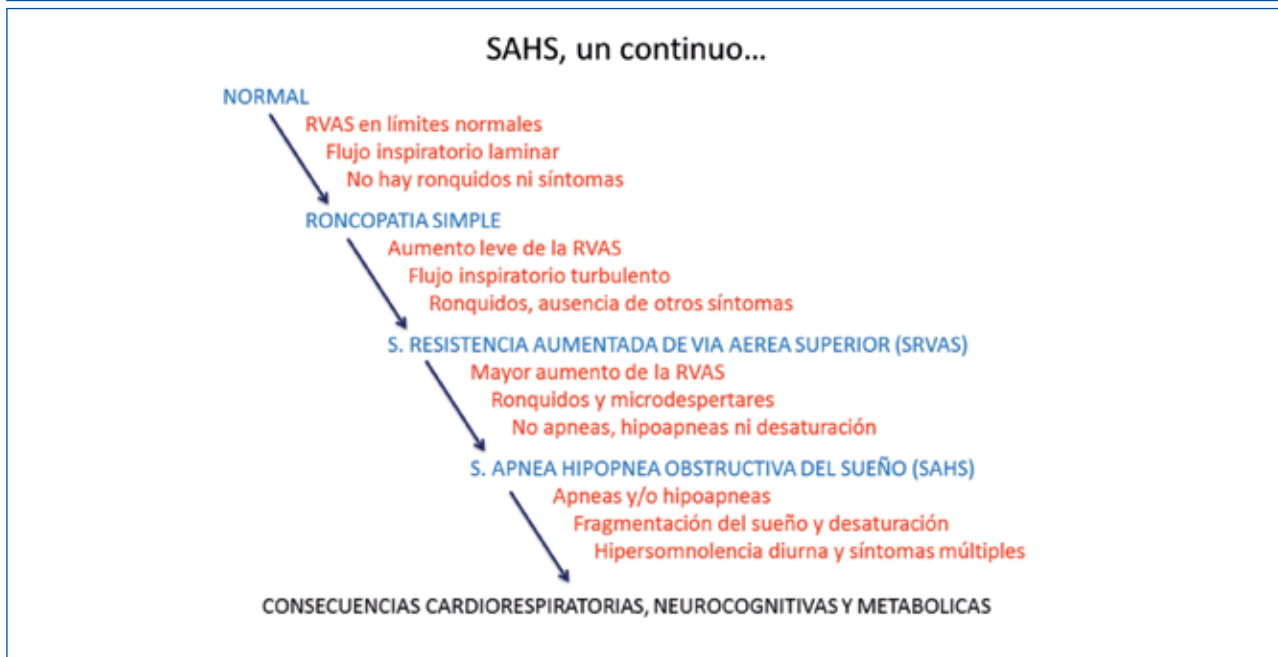 SAHS, un continuo...
NORMAL
RVAS en límites normales
Flujo inspiratorio laminar
No hay ronquidos ni síntomas
RONCOPATIA SIMPLE
Aumento leve de la RVAS
Flujo inspiratorio turbulento
Ronquidos, ausencia de otros síntomas
S. RESISTENCIA AUMENTADA DE VIA AEREA SUPERIOR (SRVAS)
Mayor aumento de la RVAS
Ronquidos y microdespertares
No apneas, hipoapneas ni desaturación
S. APNEA HIPOPNEA OBSTRUCTIVA DEL SUEÑO (SAHS)
Apneas y/o hipoapneas
Fragmentación del sueño y desaturación
Hipersomnolencia diurna y síntomas múltiples
CONSECUENCIAS CARDIORESPIRATORIAS, NEUROCOGNITIVAS Y METABOLICAS